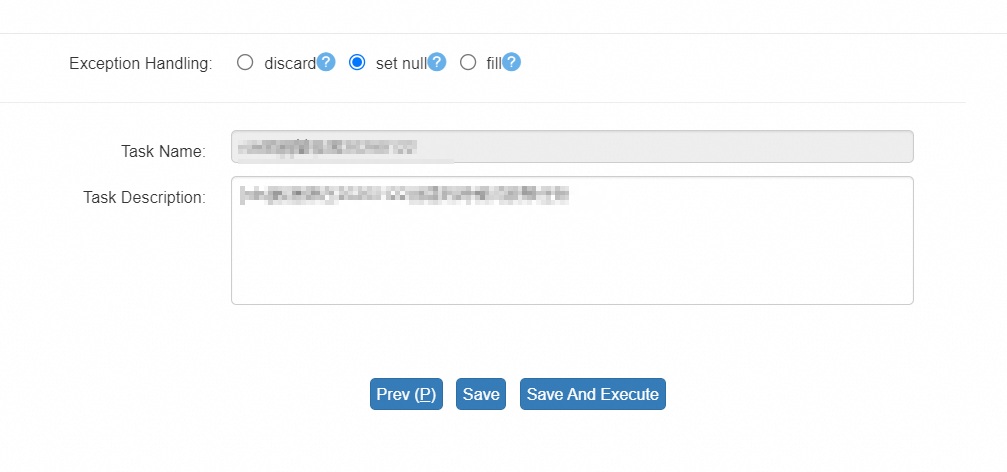 Exception Handling: discard? set null? fill?
Task Name:
Task Description:
Prev (P) Save Save And Execute